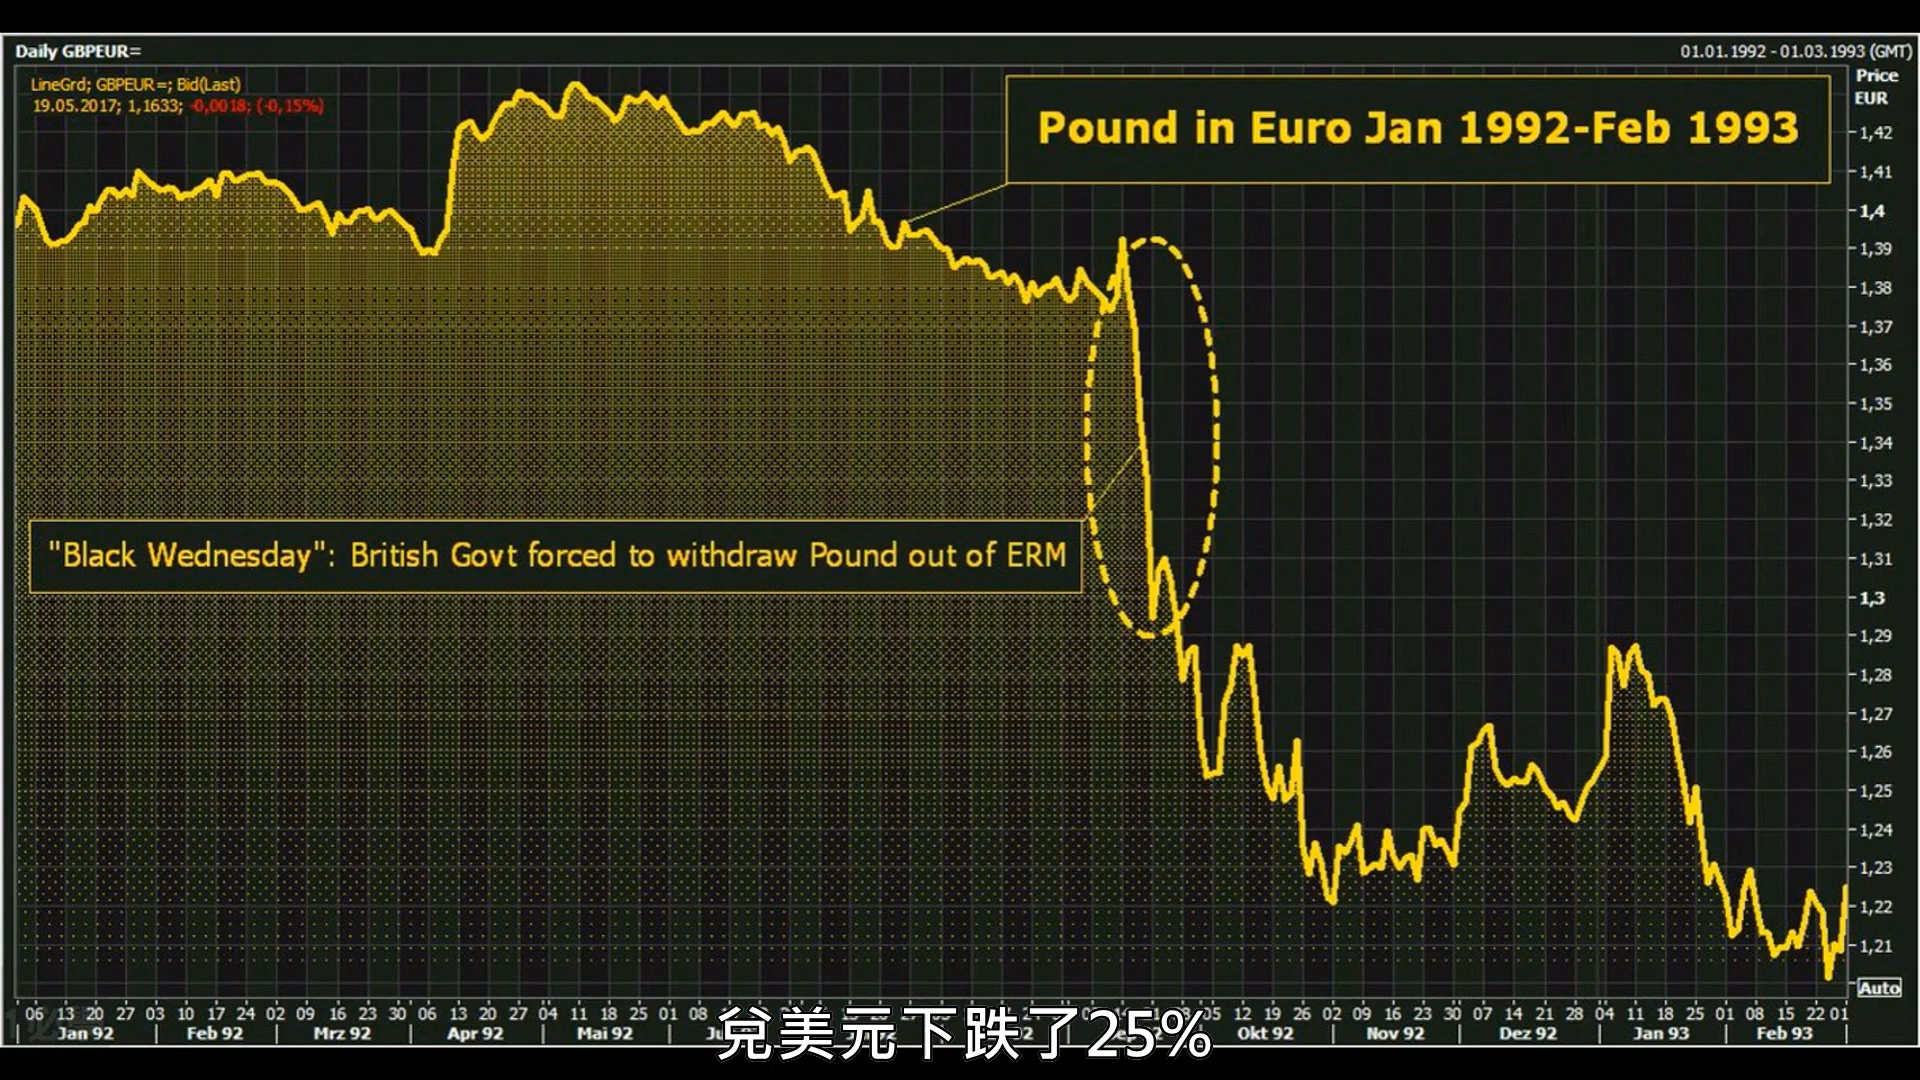 Daily GBPEUR=
01.01.1992 - 01.03.1993 (GMT)
LineGrd; GBPEUR=; Bid(Last)
19.05.2017; 1,1633; -0,0018; (-0,15%)
Price
EUR
Pound in Euro Jan 1992-Feb 1993
1,42
1,41
1,4
1,39
1,38
1,37
1,36
1,35
1,34
1,33
1,32
1,31
1,3
1,29
1,28
1,27
1,26
1,25
1,24
1,23
1,22
1,21
"Black Wednesday": British Govt forced to withdraw Pound out of ERM
Auto
06 13 20 27 03 10 18 24 02 09 16 23 30 06 13 20 27 04 11 18 25 01 08 05 12 19 26 02 09 16 23 30 07 14 21 28 04 11 18 25 01 08 15 22 01
Jan 92 Feb 92 Mrz 92 Apr 92 Mai 92 Okt 92 Nov 92 Dez 92 Jan 93 Feb 93
兌美元下跌了25%